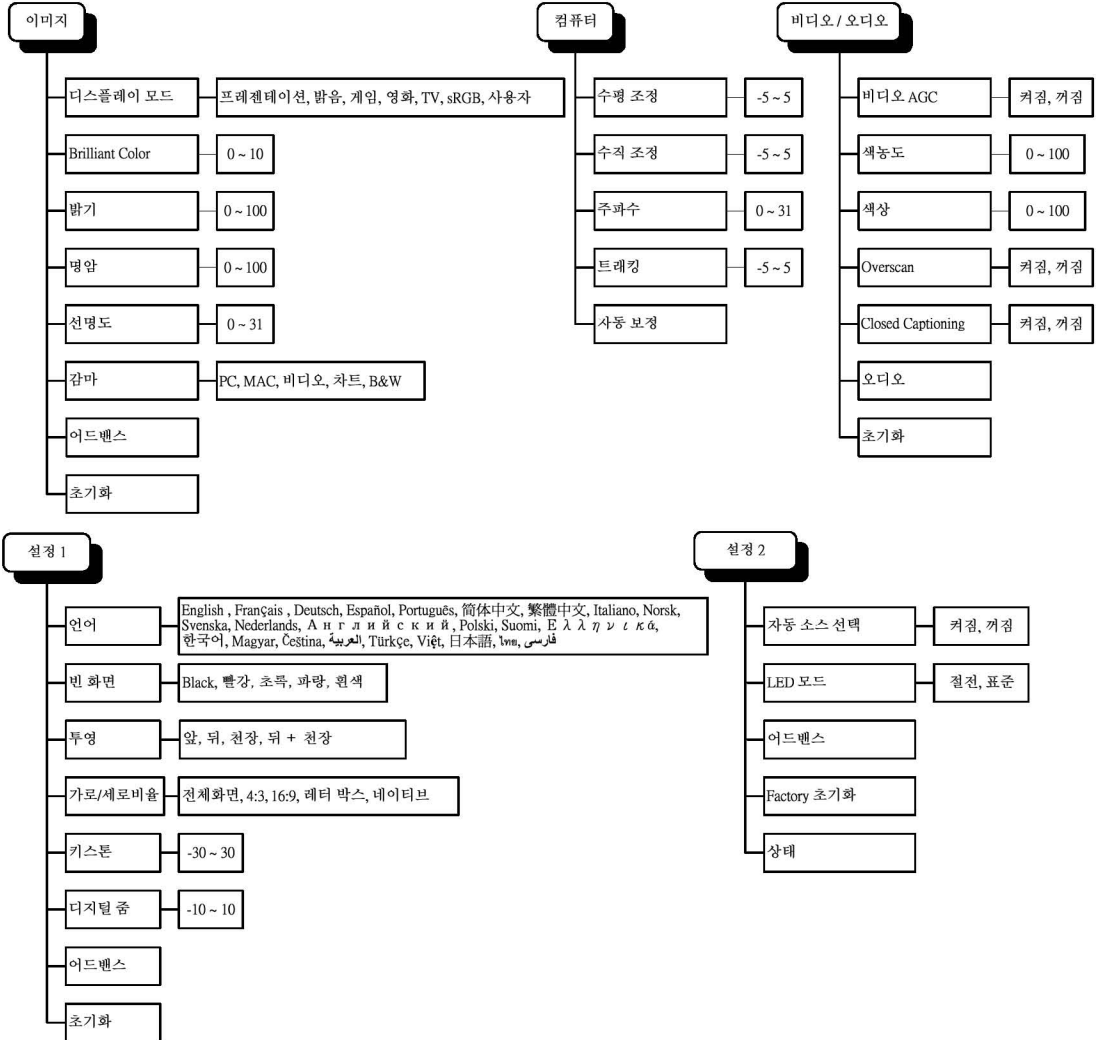 이미지
디스플레이 모드
프레젠테이션, 밝음, 게임, 영화, TV, sRGB, 사용자
Brilliant Color
0 ~ 10
밝기
0 ~ 100
명암
0 ~ 100
선명도
0 ~ 31
감마
PC, MAC, 비디오, 차트, B&W
어드밴스
초기화
컴퓨터
수평 조정
-5 ~ 5
수직 조정
-5 ~ 5
주파수
0 ~ 31
트래킹
-5 ~ 5
자동 보정
비디오 / 오디오
비디오 AGC
켜짐, 꺼짐
색농도
0 ~ 100
색상
0 ~ 100
Overscan
켜짐, 꺼짐
Closed Captioning
켜짐, 꺼짐
오디오
초기화
설정 1
언어
English , Français , Deutsch, Español, Português, 简体中文, 繁體中文, Italiano, Norsk,
Svenska, Nederlands, Английский, Polski, Suomi, Ελληνικά,
한국어, Magyar, Čeština, العربية, Türkçe, Việt, 日本語, ไทย, فارسی
빈 화면
Black, 빨강, 초록, 파랑, 흰색
투영
앞, 뒤, 천장, 뒤 + 천장
가로/세로비율
전체화면, 4:3, 16:9, 레터 박스, 네이티브
키스톤
-30 ~ 30
디지털 줌
-10 ~ 10
어드밴스
초기화
설정 2
자동 소스 선택
켜짐, 꺼짐
LED 모드
절전, 표준
어드밴스
Factory 초기화
상태